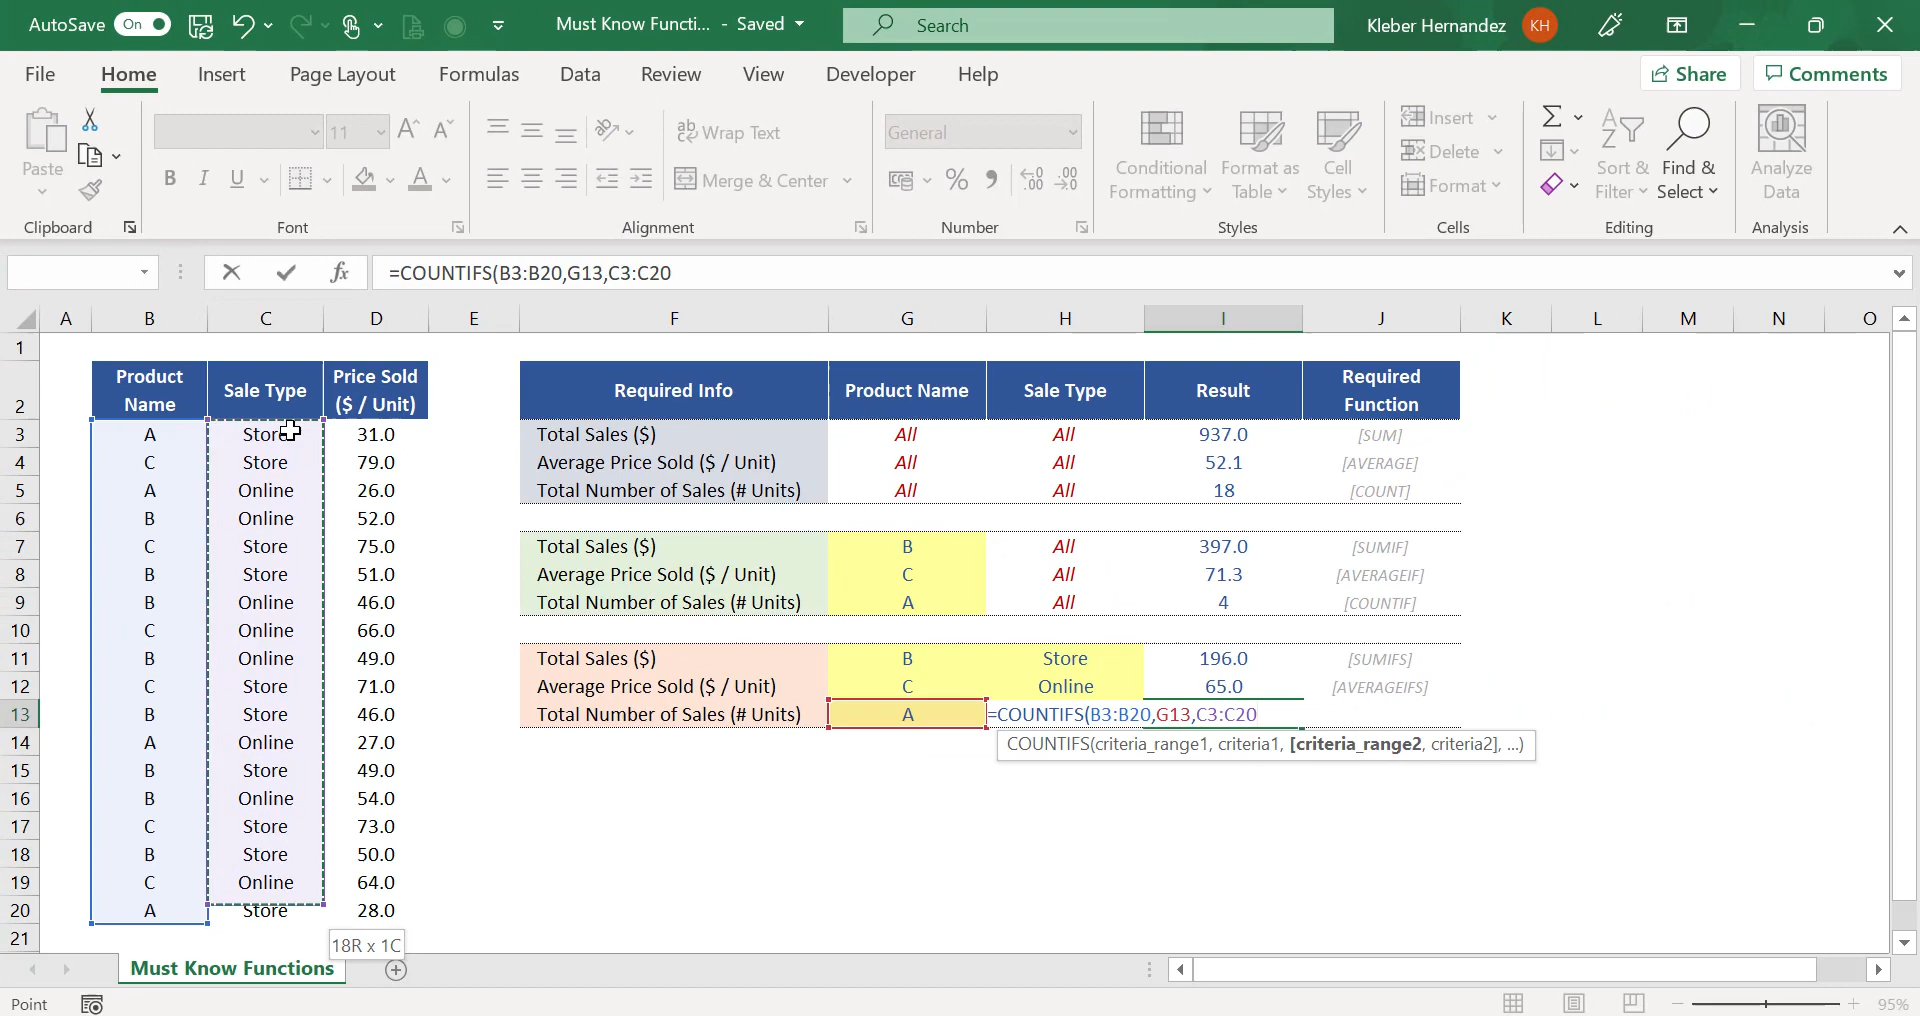 AutoSave On Must Know Functi... - Saved Search Kleber Hernandez KH
File Home Insert Page Layout Formulas Data Review View Developer Help Share Comments
Paste
Clipboard
11
B I U A
Font
ab Wrap Text
Merge & Center
Alignment
General
% 9
Number
Conditional Formatting
Format as Table
Cell Styles
Styles
Insert
Delete
Format
Cells
Sort & Filter
Find & Select
Editing
Analyze Data
Analysis
fx =COUNTIFS(B3:B20,G13,C3:C20
A B C D E F G H I J K L M N O
1
2 Product Name Sale Type Price Sold ($ / Unit) Required Info Product Name Sale Type Result Required Function
3 A Store 31.0 Total Sales ($) All All 937.0 [SUM]
4 C Store 79.0 Average Price Sold ($ / Unit) All All 52.1 [AVERAGE]
5 A Online 26.0 Total Number of Sales (# Units) All All 18 [COUNT]
6 B Online 52.0
7 C Store 75.0 Total Sales ($) B All 397.0 [SUMIF]
8 B Store 51.0 Average Price Sold ($ / Unit) C All 71.3 [AVERAGEIF]
9 B Online 46.0 Total Number of Sales (# Units) A All 4 [COUNTIF]
10 C Online 66.0
11 B Online 49.0 Total Sales ($) B Store 196.0 [SUMIFS]
12 C Store 71.0 Average Price Sold ($ / Unit) C Online 65.0 [AVERAGEIFS]
13 B Store 46.0 Total Number of Sales (# Units) A =COUNTIFS(B3:B20,G13,C3:C20
14 A Online 27.0 COUNTIFS(criteria_range1, criteria1, [criteria_range2, criteria2], ...)
15 B Store 49.0
16 B Online 54.0
17 C Store 73.0
18 B Store 50.0
19 C Online 64.0
20 A Store 28.0
21 18R x 1C
Must Know Functions
Point 95%